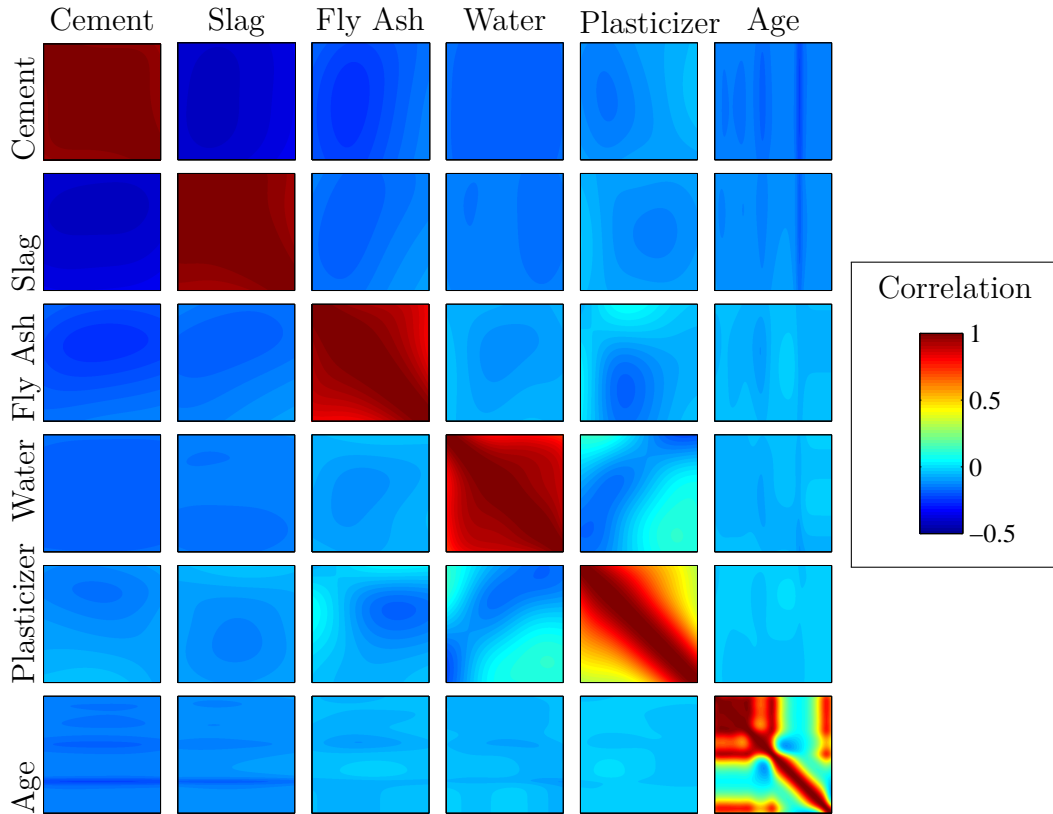 Cement Slag Fly Ash Water Plasticizer Age
Cement
Slag
Fly Ash
Water
Plasticizer
Age
Correlation
1
0.5
0
−0.5